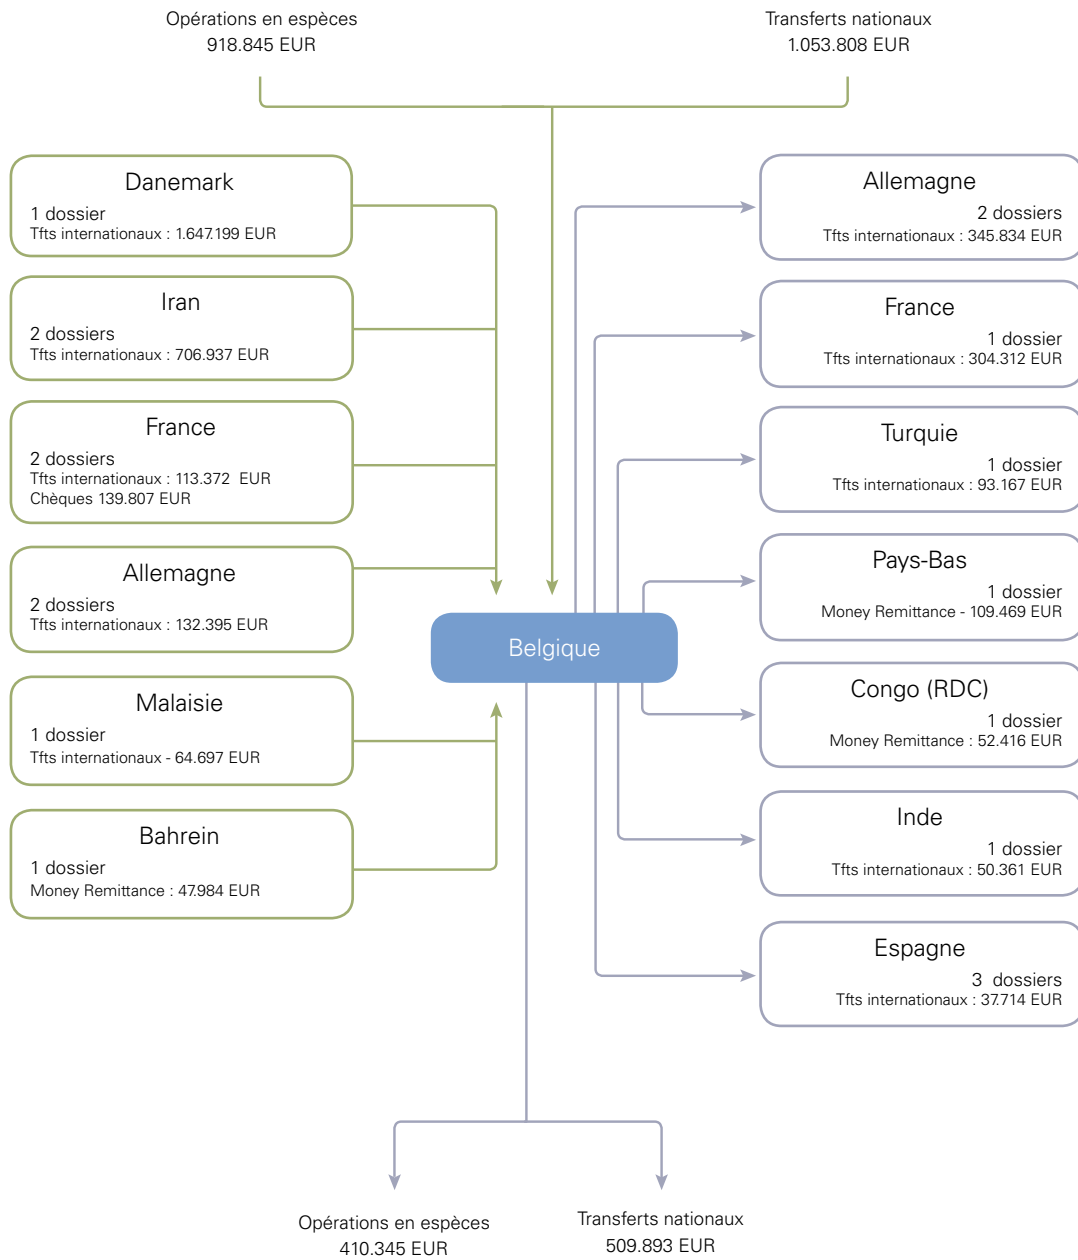 Opérations en espèces
918.845 EUR
Transferts nationaux
1.053.808 EUR
Danemark
1 dossier
Tfts internationaux : 1.647.199 EUR
Iran
2 dossiers
Tfts internationaux : 706.937 EUR
France
2 dossiers
Tfts internationaux : 113.372 EUR
Chèques 139.807 EUR
Allemagne
2 dossiers
Tfts internationaux : 132.395 EUR
Malaisie
1 dossier
Tfts internationaux - 64.697 EUR
Bahrein
1 dossier
Money Remittance : 47.984 EUR
Belgique
Allemagne
2 dossiers
Tfts internationaux : 345.834 EUR
France
1 dossier
Tfts internationaux : 304.312 EUR
Turquie
1 dossier
Tfts internationaux : 93.167 EUR
Pays-Bas
1 dossier
Money Remittance - 109.469 EUR
Congo (RDC)
1 dossier
Money Remittance : 52.416 EUR
Inde
1 dossier
Tfts internationaux : 50.361 EUR
Espagne
3 dossiers
Tfts internationaux : 37.714 EUR
Opérations en espèces
410.345 EUR
Transferts nationaux
509.893 EUR